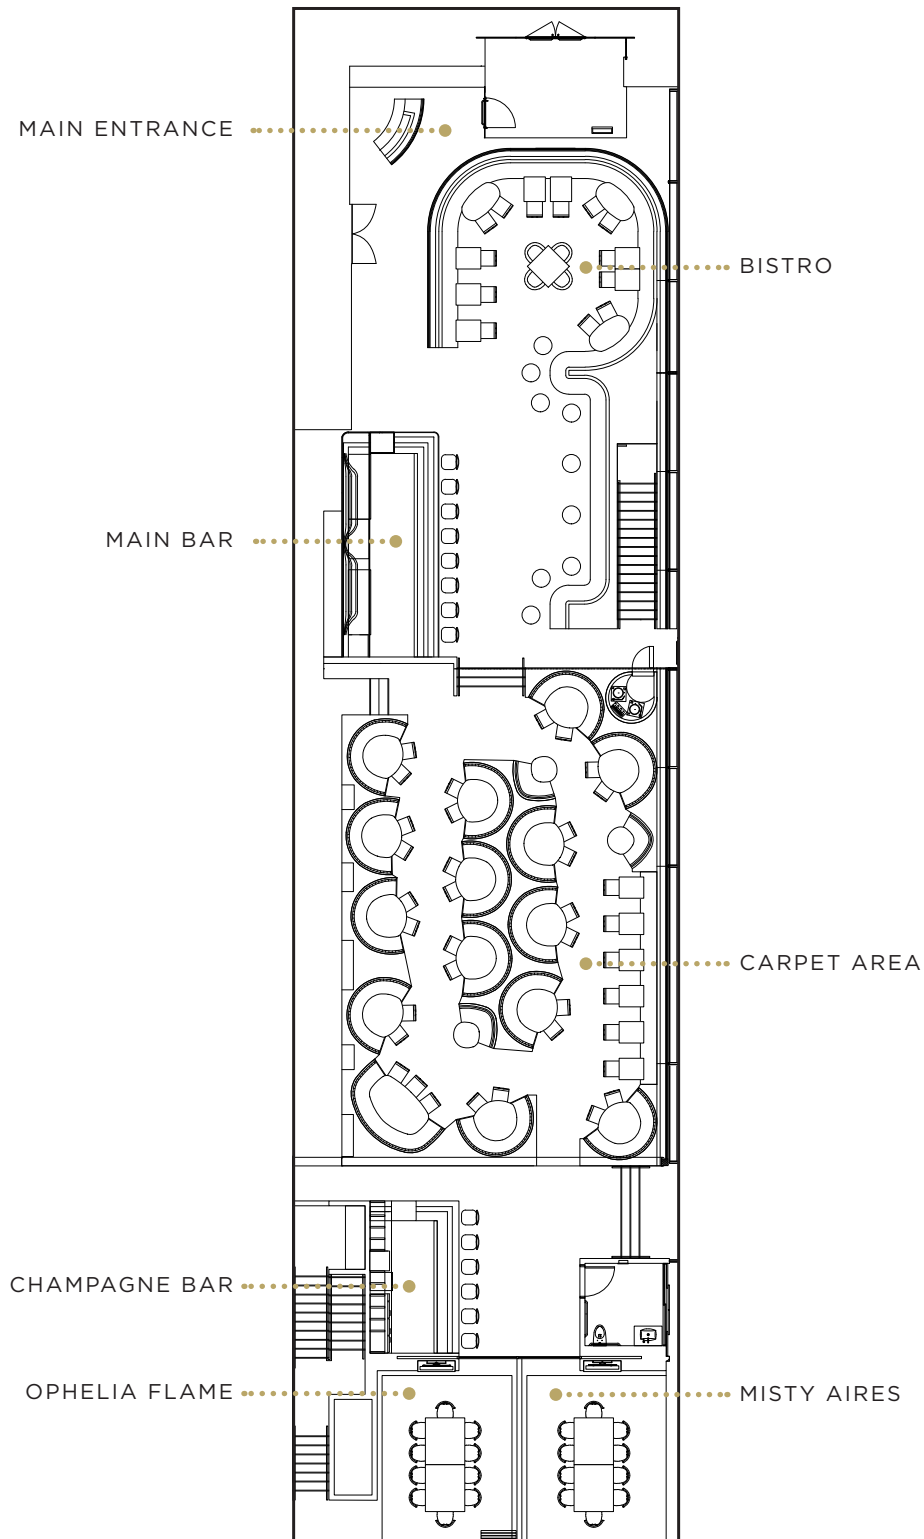 MAIN ENTRANCE
BISTRO
MAIN BAR
CARPET AREA
CHAMPAGNE BAR
OPHELIA FLAME
MISTY AIRES